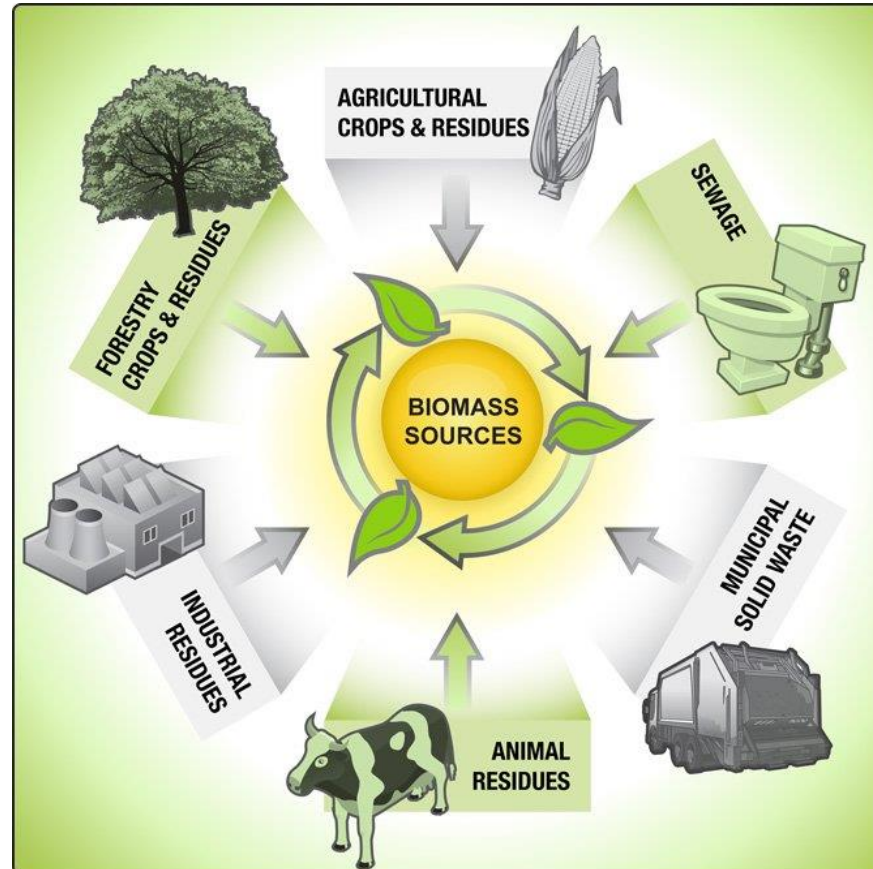 AGRICULTURAL
CROPS & RESIDUES
SEWAGE
FORESTRY
CROPS & RESIDUES
BIOMASS
SOURCES
MUNICIPAL
SOLID WASTE
INDUSTRIAL
RESIDUES
ANIMAL
RESIDUES